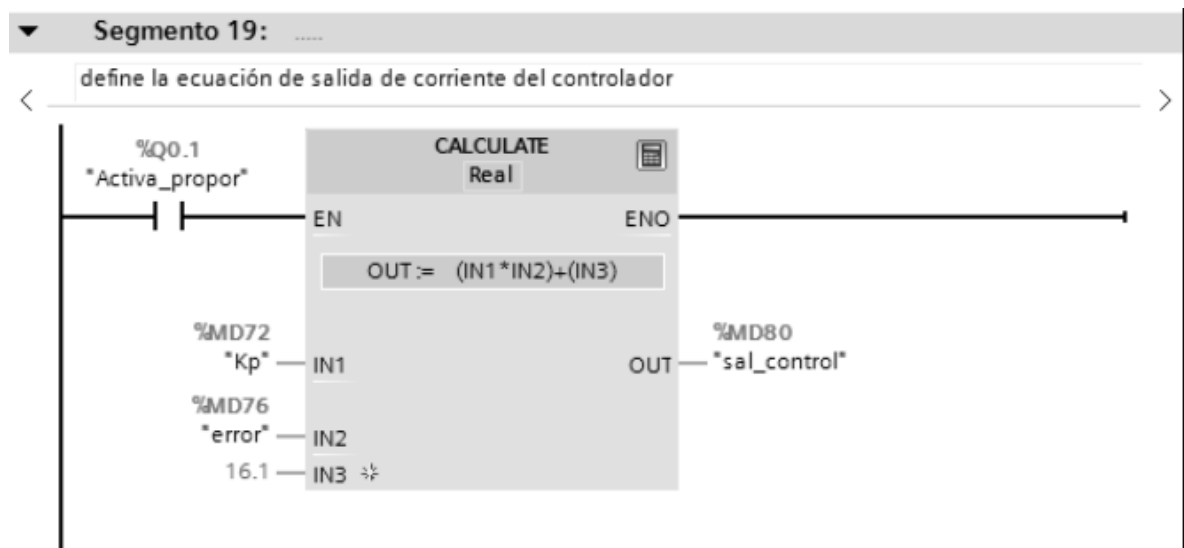 Segmento 19: .....
define la ecuación de salida de corriente del controlador
%Q0.1
"Activa_propor"
CALCULATE
Real
EN
ENO
OUT := (IN1*IN2)+(IN3)
%MD72
"Kp"
IN1
%MD80
OUT
"sal_control"
%MD76
"error"
IN2
16.1
IN3